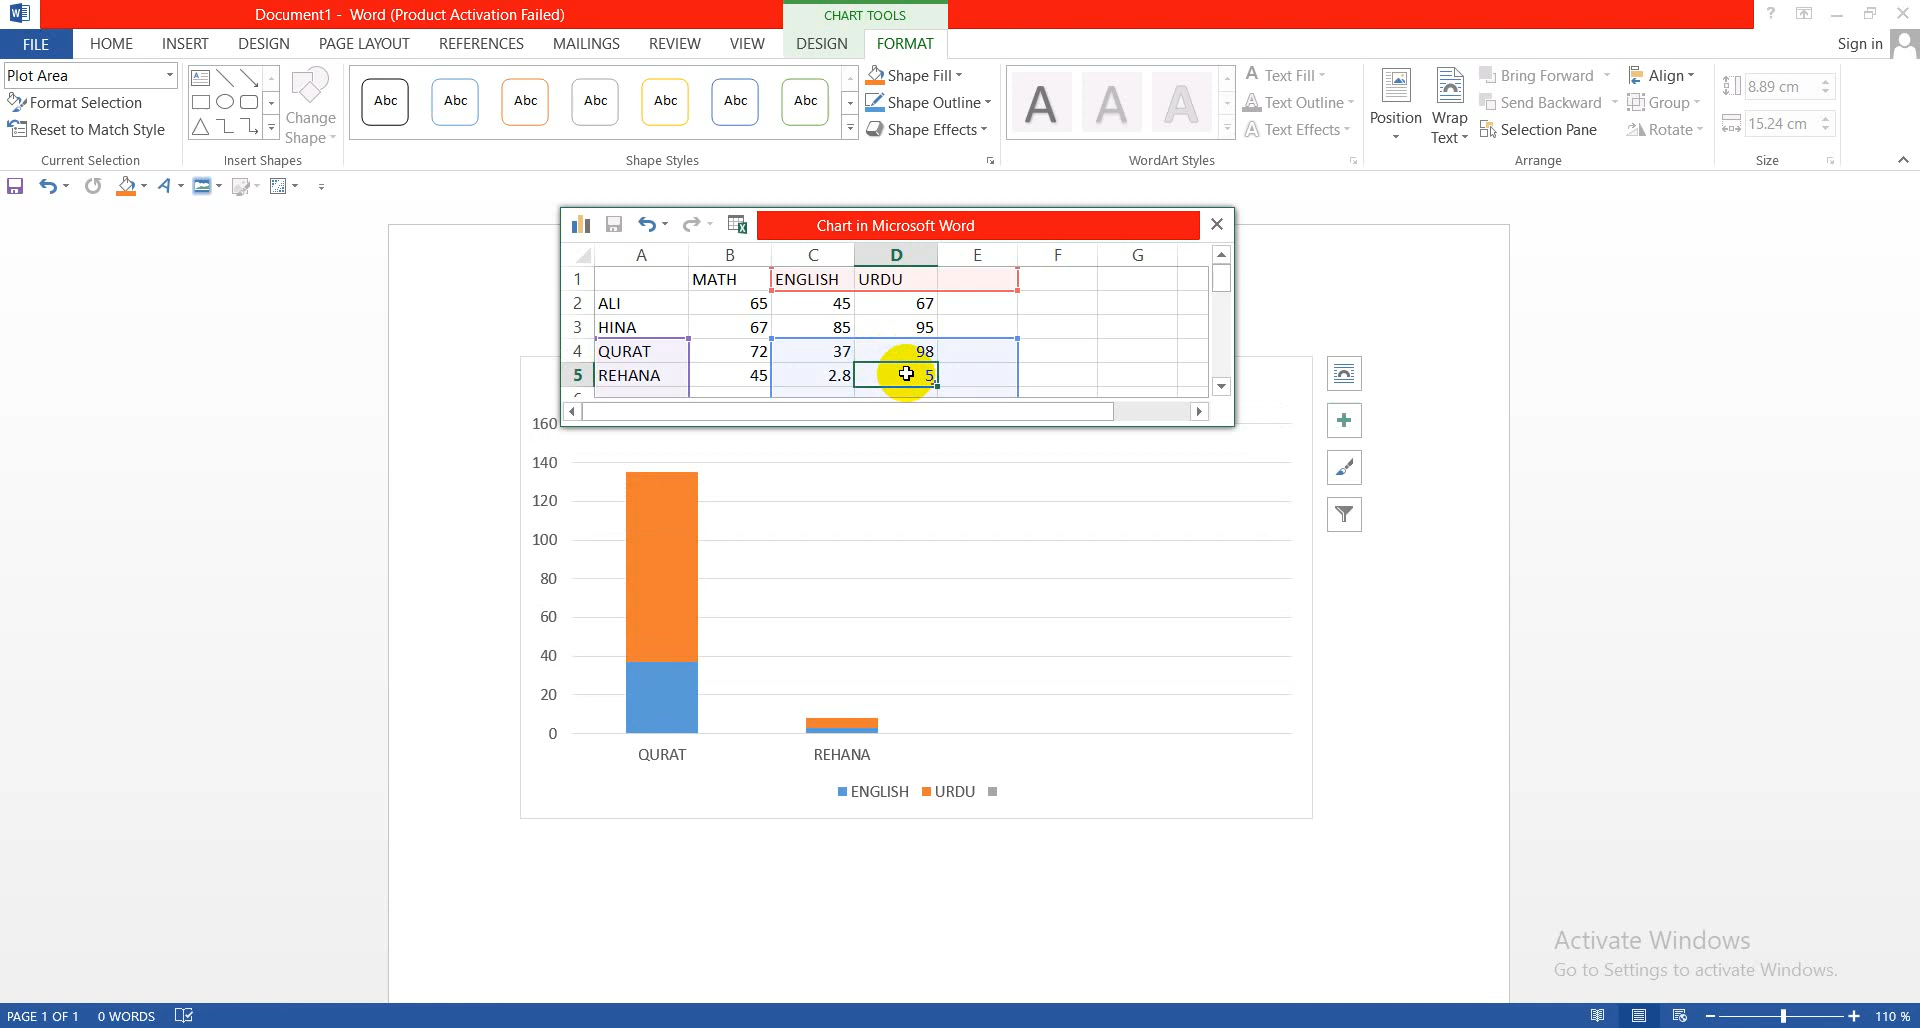 Document1 - Word (Product Activation Failed)
CHART TOOLS
?
FILE HOME INSERT DESIGN PAGE LAYOUT REFERENCES MAILINGS REVIEW VIEW DESIGN FORMAT Sign in
Plot Area
Format Selection
Reset to Match Style
Current Selection
Change
Shape
Insert Shapes
Abc Abc Abc Abc Abc Abc Abc
Shape Styles
Shape Fill
Shape Outline
Shape Effects
A A A
WordArt Styles
Text Fill
Text Outline
Text Effects
Position
Wrap
Text
Bring Forward
Send Backward
Selection Pane
Align
Group
Rotate
Arrange
8.89 cm
15.24 cm
Size
Chart in Microsoft Word
A B C D E F G
1 MATH ENGLISH URDU
2 ALI 65 45 67
3 HINA 67 85 95
4 QURAT 72 37 98
5 REHANA 45 2.8 5
160
140
120
100
80
60
40
20
0
QURAT REHANA
ENGLISH URDU
Activate Windows
Go to Settings to activate Windows.
PAGE 1 OF 1 0 WORDS 110 %